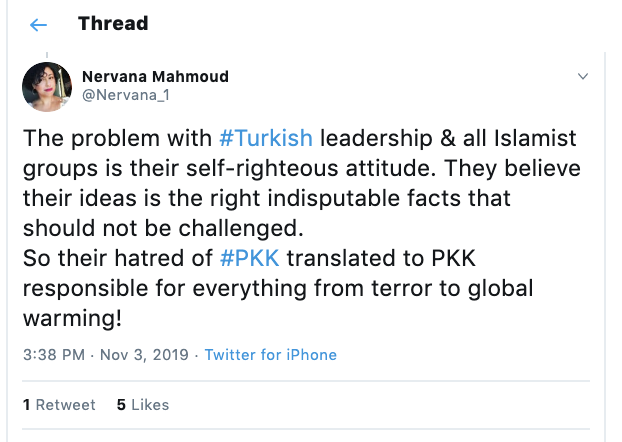 Thread
Nervana Mahmoud
@Nervana_1
The problem with #Turkish leadership & all Islamist
groups is their self-righteous attitude. They believe
their ideas is the right indisputable facts that
should not be challenged.
So their hatred of #PKK translated to PKK
responsible for everything from terror to global
warming!
3:38 PM · Nov 3, 2019 · Twitter for iPhone
1 Retweet 5 Likes